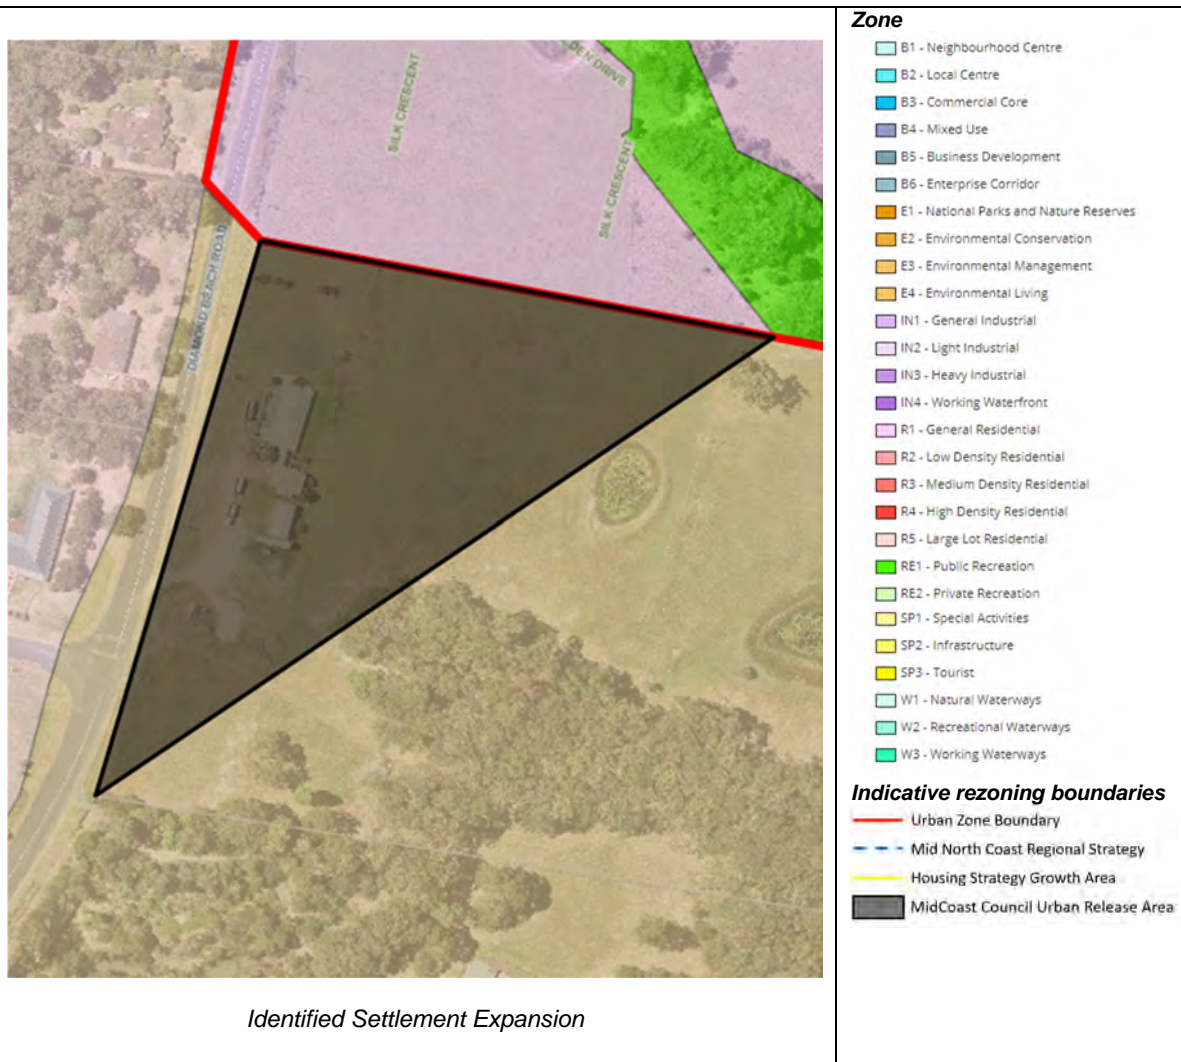 SILK CRESCENT
DEN DRIVE
SILK CRESCENT
DIAMOND BEACH ROAD
Identified Settlement Expansion
Zone
B1 - Neighbourhood Centre
B2 - Local Centre
B3 - Commercial Core
B4 - Mixed Use
B5 - Business Development
B6 - Enterprise Corridor
E1 - National Parks and Nature Reserves
E2 - Environmental Conservation
E3 - Environmental Management
E4 - Environmental Living
IN1 - General Industrial
IN2 - Light Industrial
IN3 - Heavy Industrial
IN4 - Working Waterfront
R1 - General Residential
R2 - Low Density Residential
R3 - Medium Density Residential
R4 - High Density Residential
R5 - Large Lot Residential
RE1 - Public Recreation
RE2 - Private Recreation
SP1 - Special Activities
SP2 - Infrastructure
SP3 - Tourist
W1 - Natural Waterways
W2 - Recreational Waterways
W3 - Working Waterways
Indicative rezoning boundaries
Urban Zone Boundary
Mid North Coast Regional Strategy
Housing Strategy Growth Area
MidCoast Council Urban Release Area